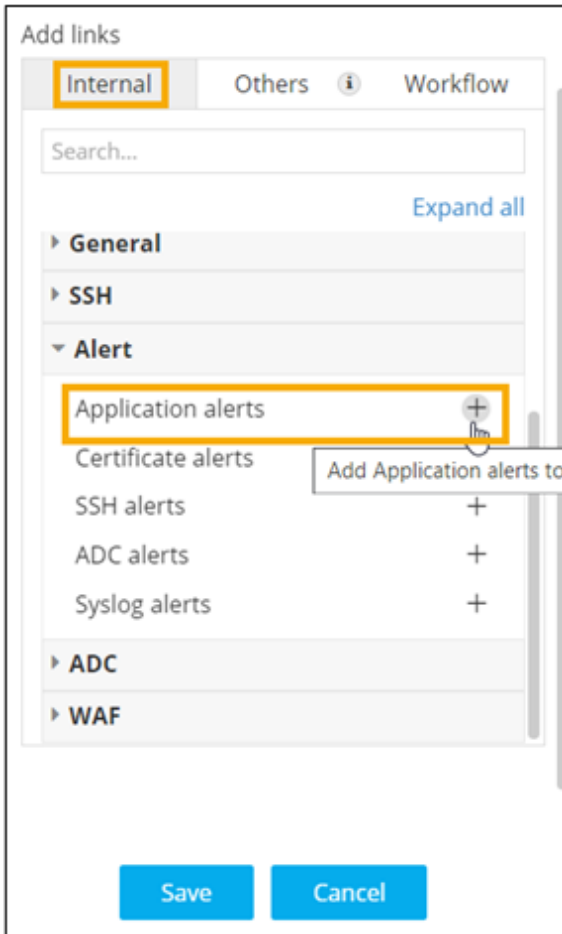 Add links
Internal Others i Workflow
Search...
Expand all
General
SSH
Alert
Application alerts +
Certificate alerts
Add Application alerts to
SSH alerts +
ADC alerts +
Syslog alerts +
ADC
WAF
Save Cancel